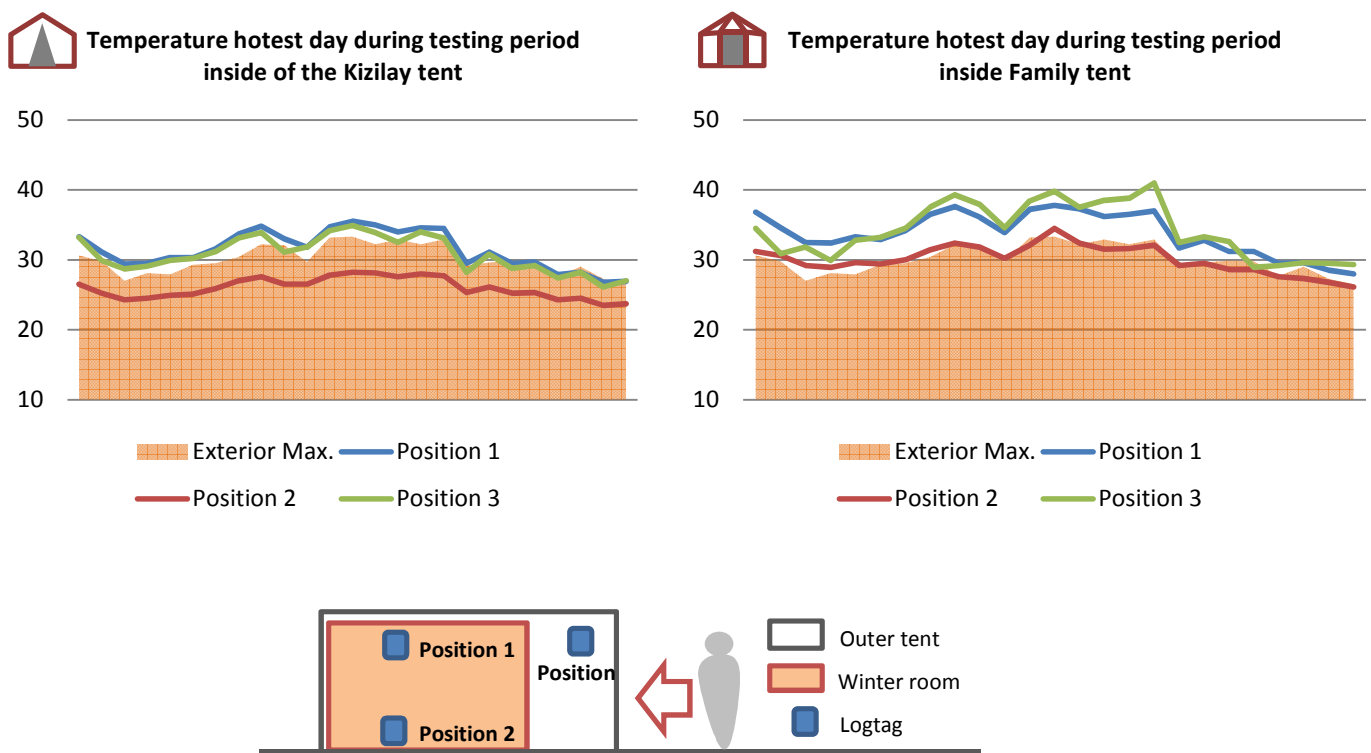 Temperature hotest day during testing period
inside of the Kizilay tent
50
40
30
20
10
Exterior Max.
Position 1
Position 2
Position 3
Temperature hotest day during testing period
inside Family tent
50
40
30
20
10
Exterior Max.
Position 1
Position 2
Position 3
Position 1
Position 2
Position
Outer tent
Winter room
Logtag